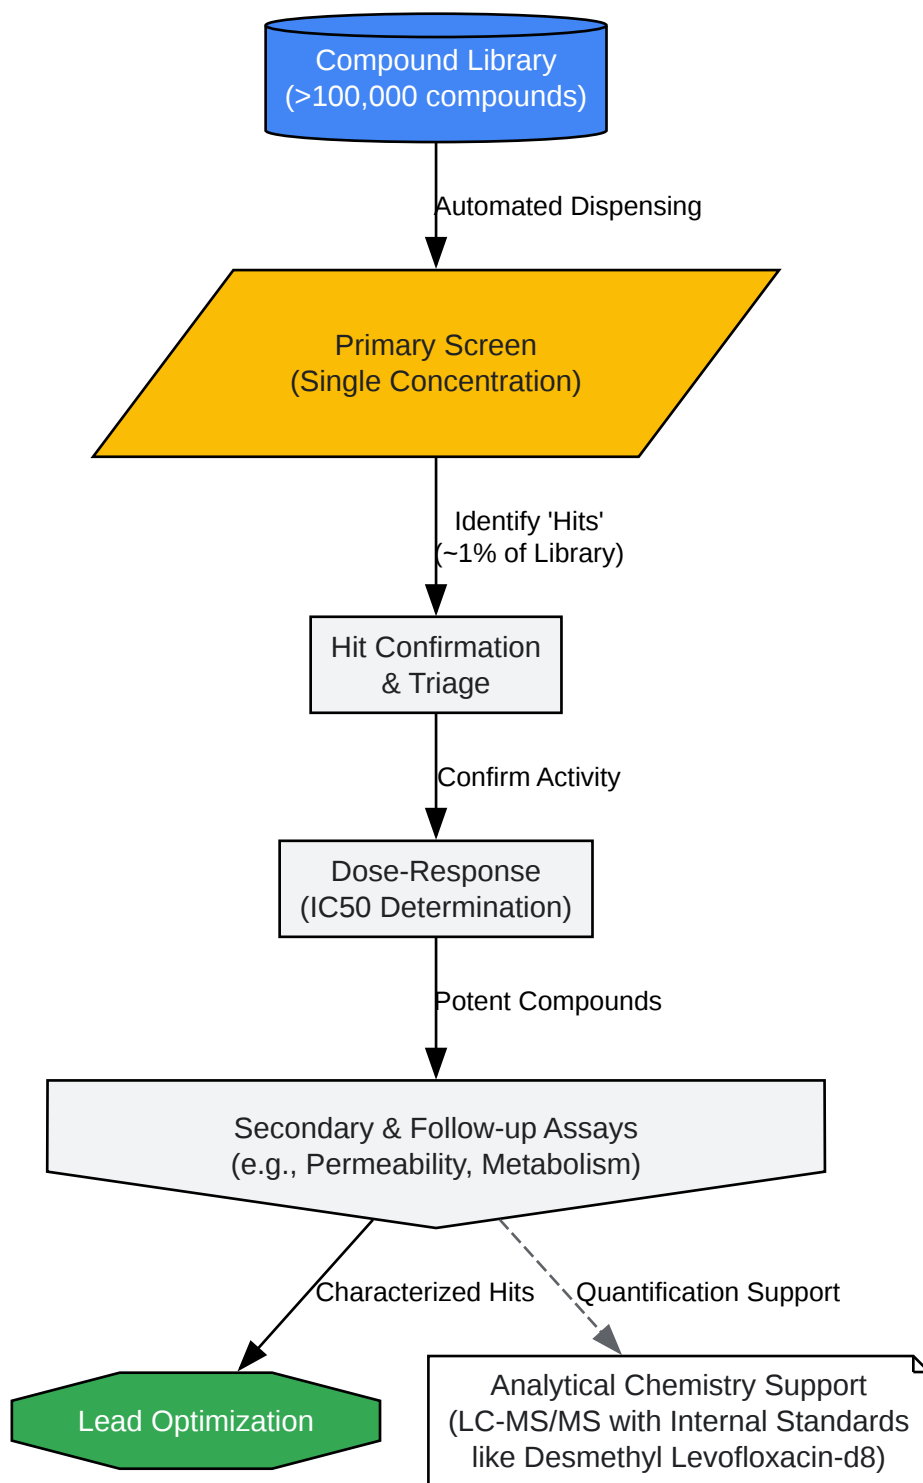 Compound Library
(>100,000 compounds)
Automated Dispensing
Primary Screen
(Single Concentration)
Identify 'Hits'
(~1% of Library)
Hit Confirmation
& Triage
Confirm Activity
Dose-Response
(IC50 Determination)
Potent Compounds
Secondary & Follow-up Assays
(e.g., Permeability, Metabolism)
Characterized Hits
Quantification Support
Lead Optimization
Analytical Chemistry Support
(LC-MS/MS with Internal Standards
like Desmethyl Levofloxacin-d8)